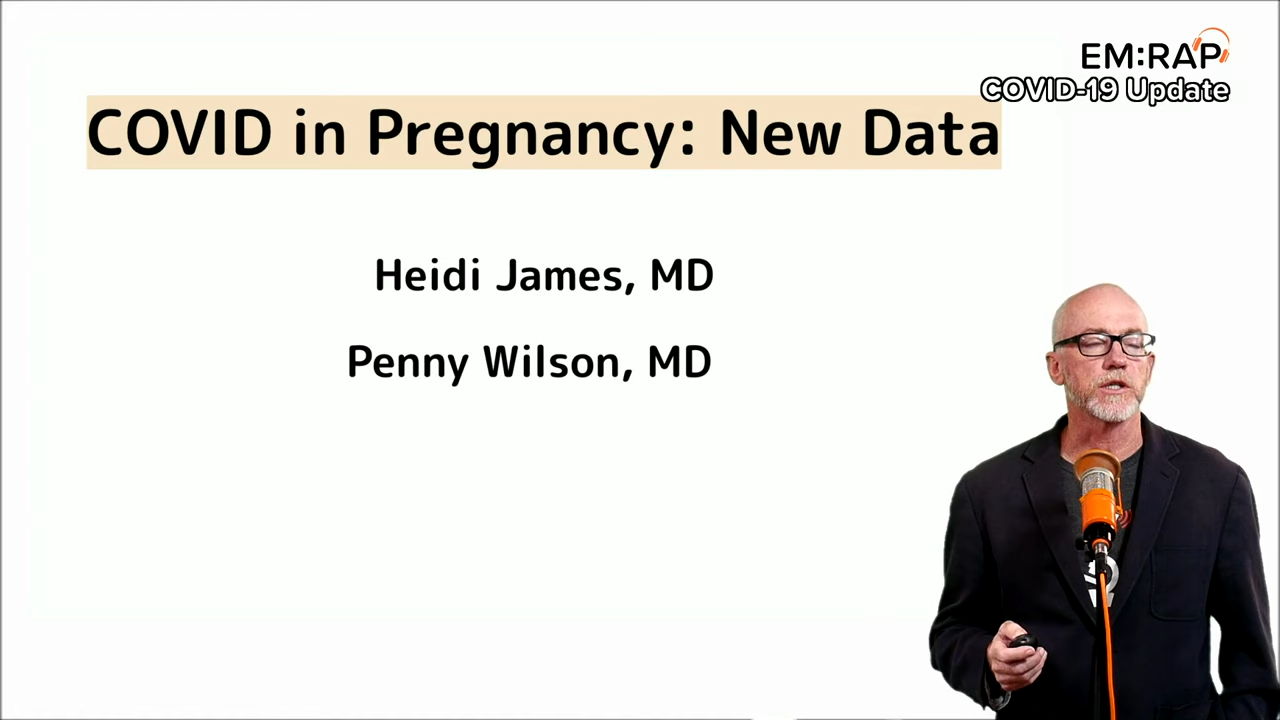 EM:RAP
COVID-19 Update
COVID in Pregnancy: New Data
Heidi James, MD
Penny Wilson, MD